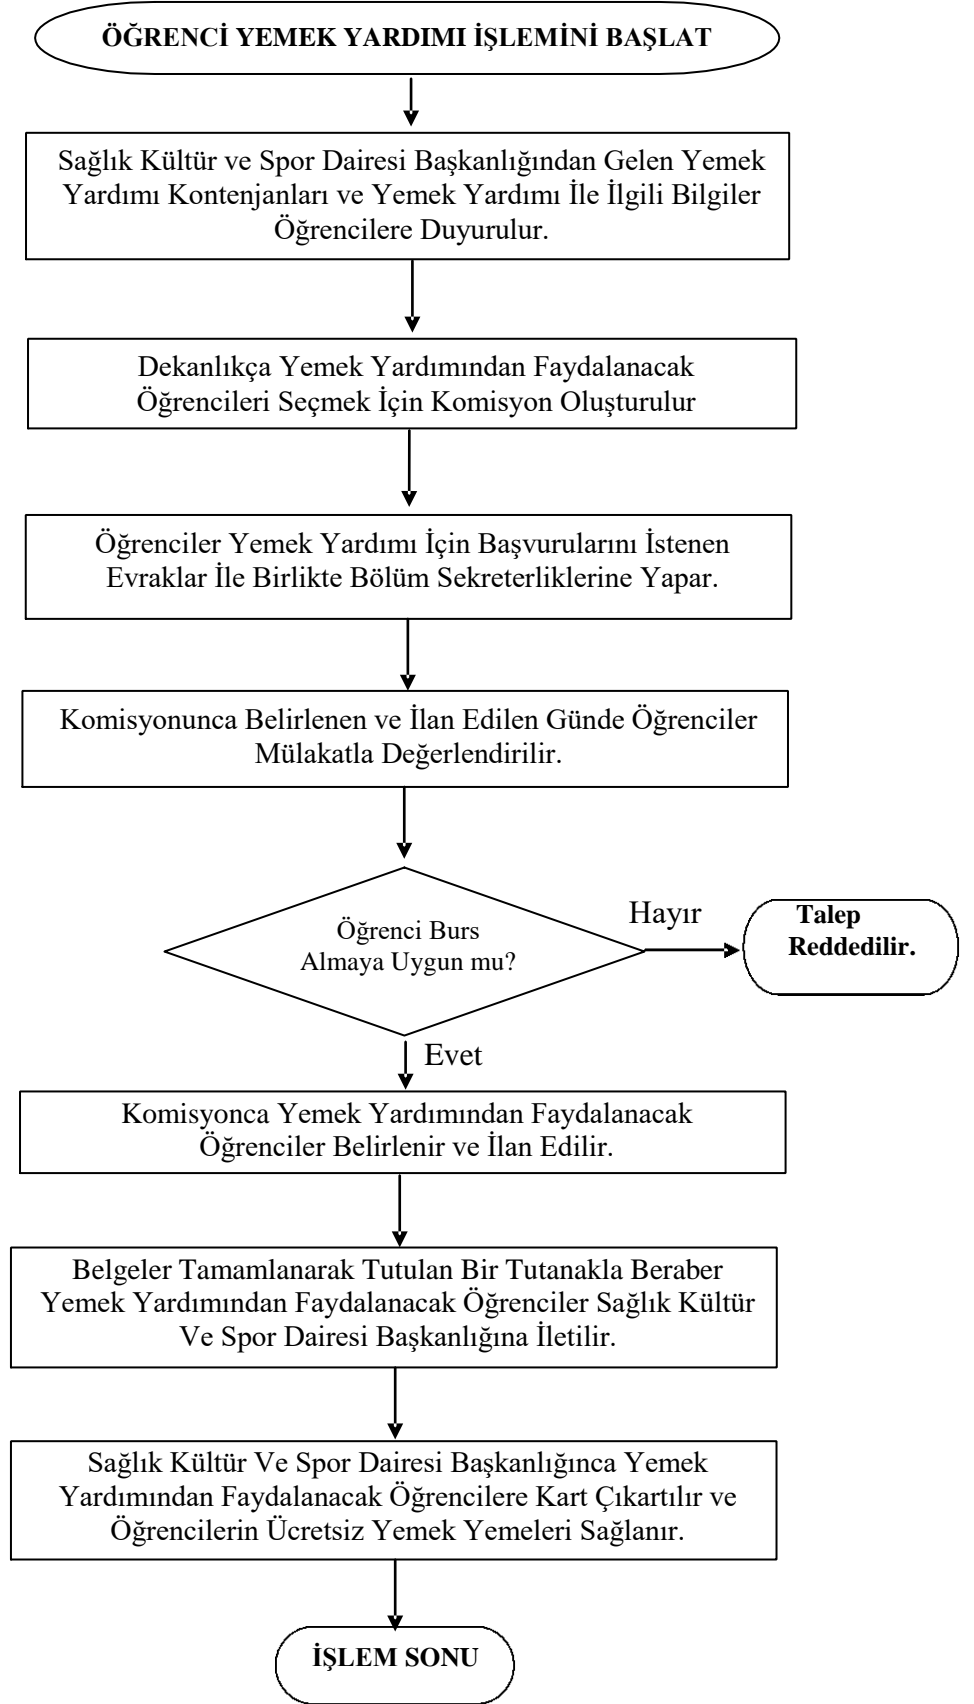 ÖĞRENCİ YEMEK YARDIMI İŞLEMİNİ BAŞLAT
Sağlık Kültür ve Spor Dairesi Başkanlığından Gelen Yemek
Yardımı Kontenjanları ve Yemek Yardımı İle İlgili Bilgiler
Öğrencilere Duyurulur.
Dekanlıkça Yemek Yardımından Faydalanacak
Öğrencileri Seçmek İçin Komisyon Oluşturulur
Öğrenciler Yemek Yardımı İçin Başvurularını İstenen
Evraklar İle Birlikte Bölüm Sekreterliklerine Yapar.
Komisyonunca Belirlenen ve İlan Edilen Günde Öğrenciler
Mülakatla Değerlendirilir.
Öğrenci Burs
Almaya Uygun mu?
Hayır
Talep
Reddedilir.
Evet
Komisyonca Yemek Yardımından Faydalanacak
Öğrenciler Belirlenir ve İlan Edilir.
Belgeler Tamamlanarak Tutulan Bir Tutanakla Beraber
Yemek Yardımından Faydalanacak Öğrenciler Sağlık Kültür
Ve Spor Dairesi Başkanlığına İletilir.
Sağlık Kültür Ve Spor Dairesi Başkanlığınca Yemek
Yardımından Faydalanacak Öğrencilere Kart Çıkartılır ve
Öğrencilerin Ücretsiz Yemek Yemeleri Sağlanır.
İŞLEM SONU